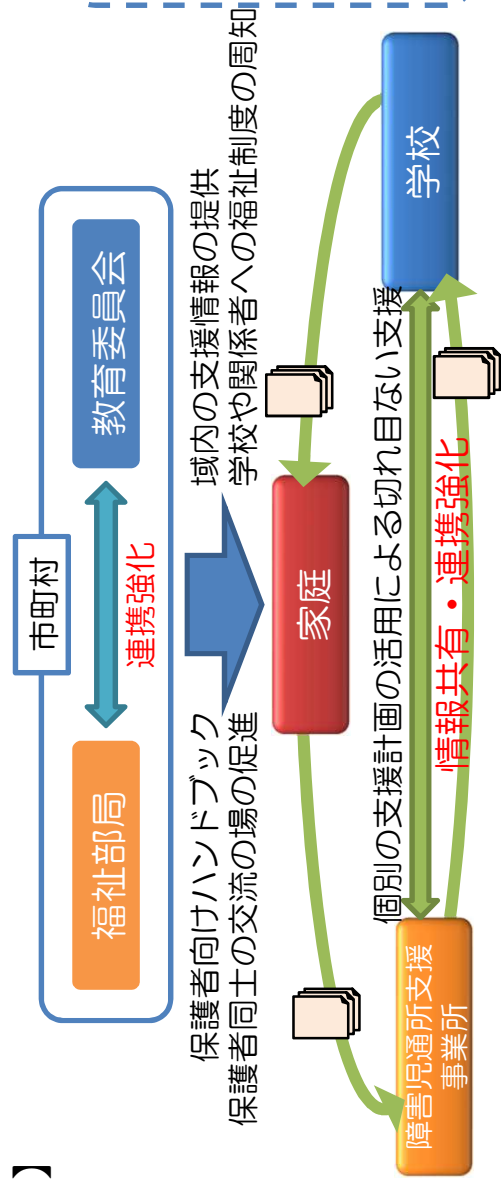 】
市町村
福祉部局
教育委員会
連携強化
保護者向けハンドブック
保護者同士の交流の場の促進
域内の支援情報の提供
学校や関係者への福祉制度の周知
家庭
個別の支援計画の活用による切れ目ない支援
情報共有・連携強化
障害児通所支援
事業所
学校